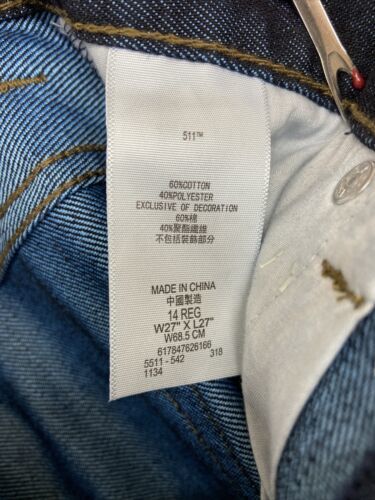 511™
60%COTTON
40%POLYESTER
EXCLUSIVE OF DECORATION
60%棉
40%聚酯纖維
不包括裝飾部分
MADE IN CHINA
中國製造
14 REG
W27" X L27"
W68.5 CM
617847626166
5511 - 542 318
1134